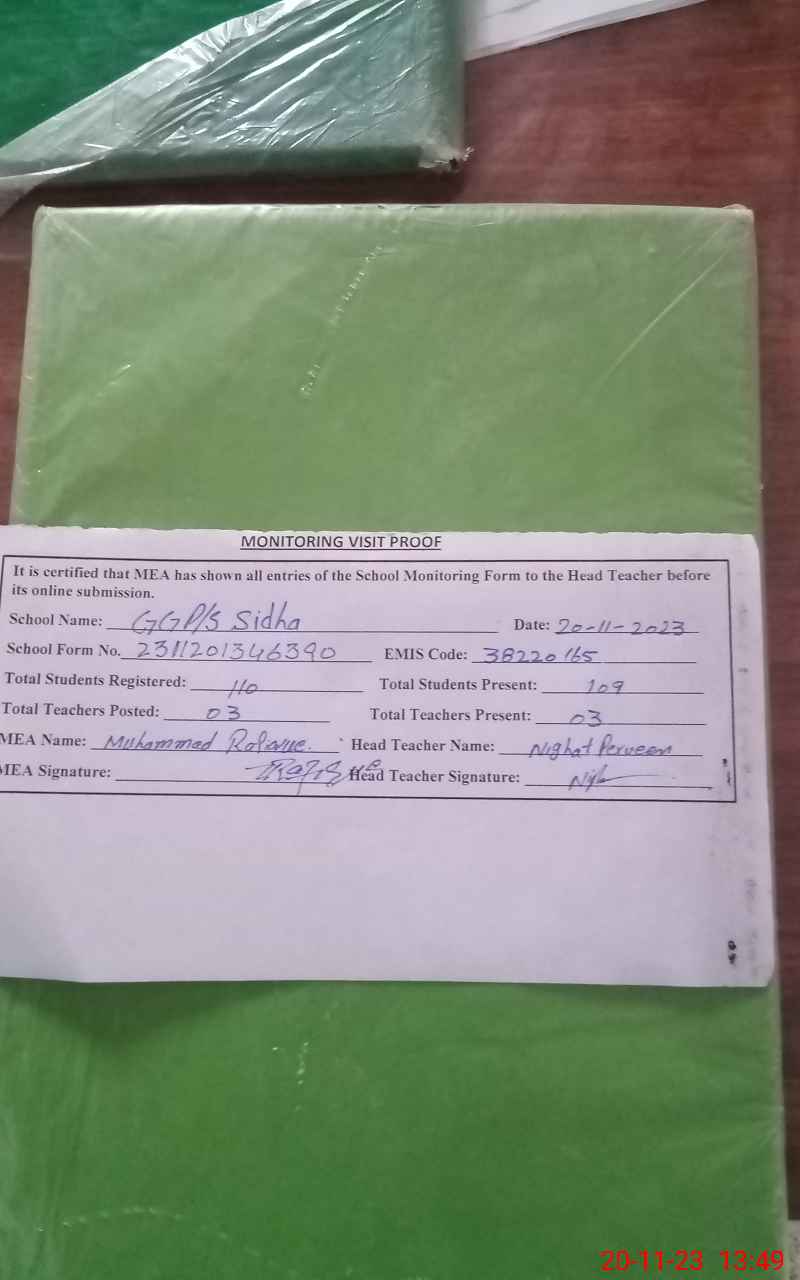 MONITORING VISIT PROOF
It is certified that MEA has shown all entries of the School Monitoring Form to the Head Teacher before
its online submission.
School Name: GGP/S Sidha Date: 20-11-2023
School Form No. 2311201346390 EMIS Code: 38220165
Total Students Registered: 110 Total Students Present: 109
Total Teachers Posted: 03 Total Teachers Present: 03
MEA Name: Muhammad Head Teacher Name: Nighat Perveen
MEA Signature: Head Teacher Signature:
20-11-23 13:49